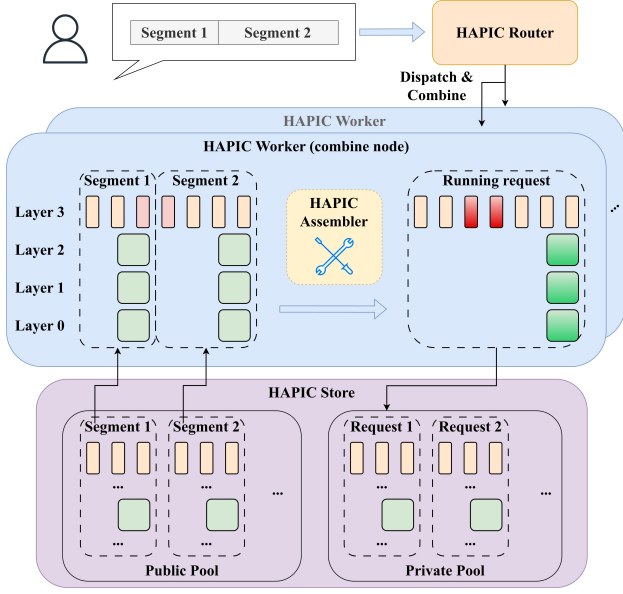 Segment 1
Segment 2
HAPIC Router
Dispatch &
Combine
HAPIC Worker
HAPIC Worker (combine node)
Segment 1
Segment 2
HAPIC
Assembler
Running request
Layer 3
...
Layer 2
Layer 1
Layer 0
HAPIC Store
Segment 1
Segment 2
Request 1
Request 2
...
...
...
...
...
...
...
...
...
...
Public Pool
Private Pool